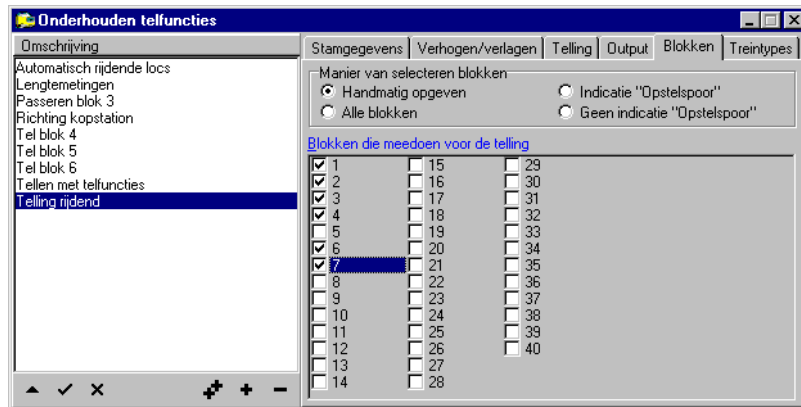 Onderhouden telfuncties
Omschrijving
Automatisch rijdende locs
Lengtemetingen
Passeren blok 3
Richting kopstation
Tel blok 4
Tel blok 5
Tel blok 6
Tellen met telfuncties
Telling rijdend
Stamgegevens Verhogen/verlagen Telling Output Blokken Treintypes
Manier van selecteren blokken
Handmatig opgeven Indicatie "Opstelspoor"
Alle blokken Geen indicatie "Opstelspoor"
Blokken die meedoen voor de telling
1 15 29
2 16 30
3 17 31
4 18 32
5 19 33
6 20 34
7 21 35
8 22 36
9 23 37
10 24 38
11 25 39
12 26 40
13 27
14 28